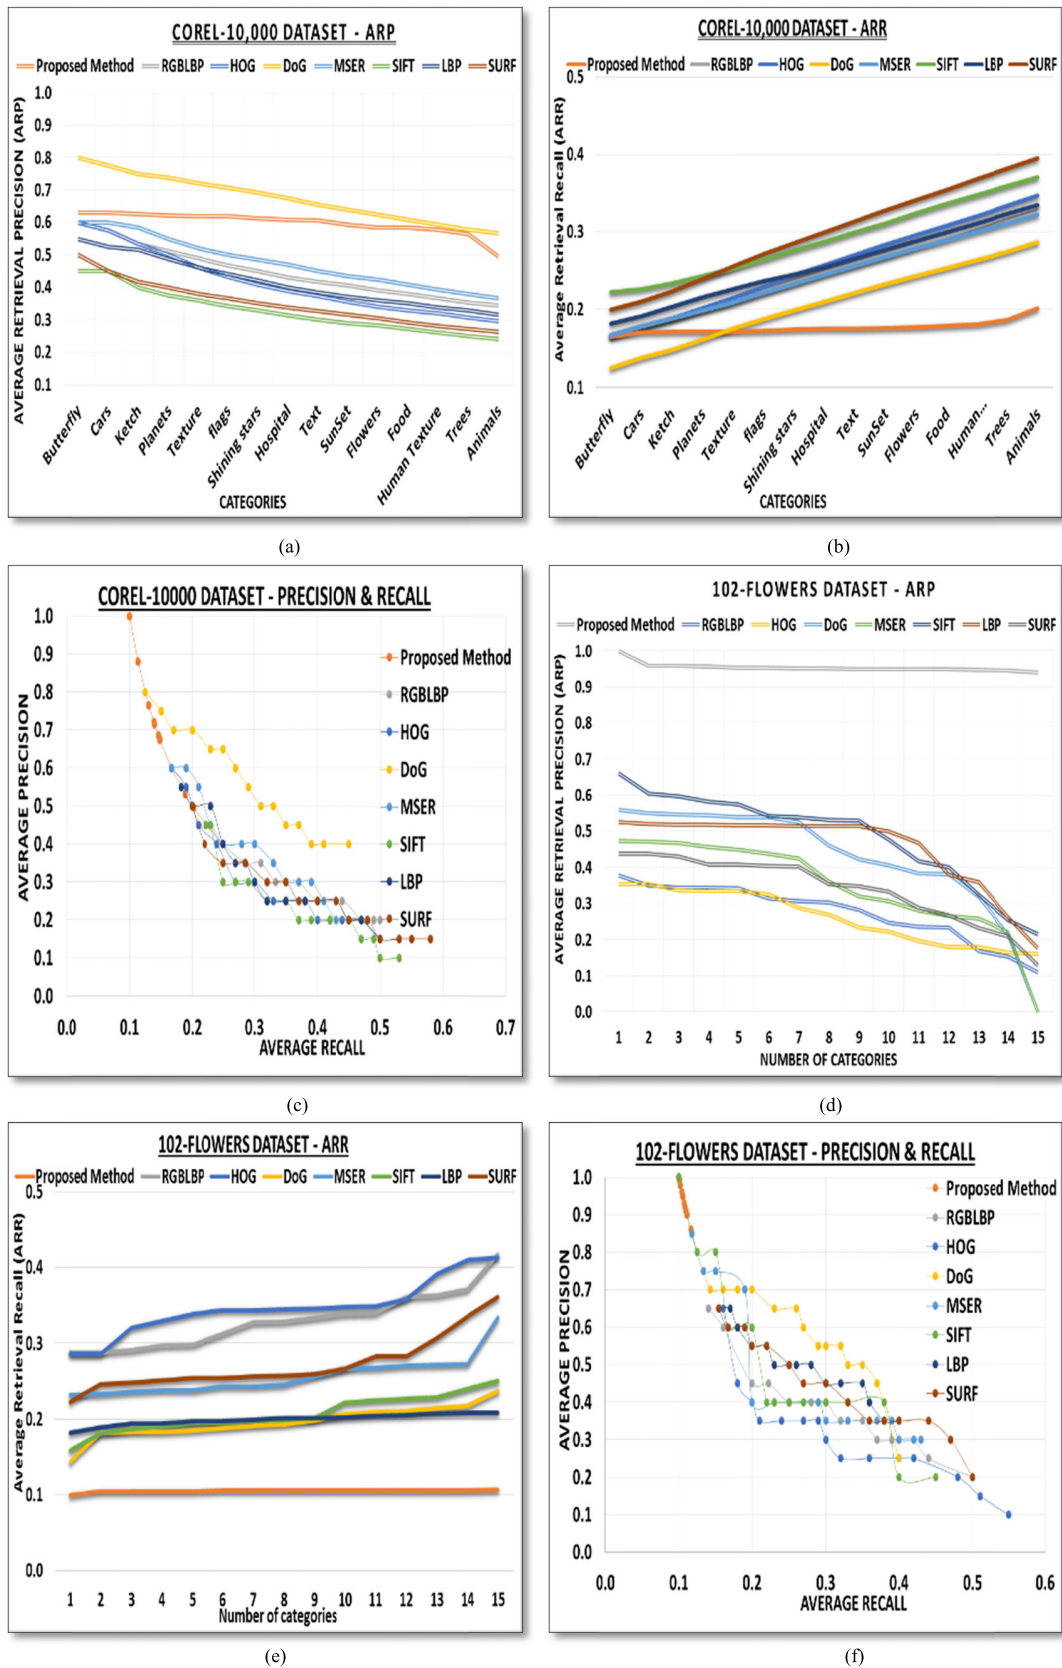 COREL-10,000 DATASET - ARP
Proposed Method RGBLBP HOG DoG MSER SIFT LBP SURF
AVERAGE RETRIEVAL PRECISION (ARP)
1.0
0.9
0.8
0.7
0.6
0.5
0.4
0.3
0.2
0.1
Butterfly Cars Ketch Planets Texture flags Shining stars Hospital Text SunSet Flowers Food Human Texture Trees Animals
CATEGORIES
(a)
COREL-10,000 DATASET - ARR
Proposed Method RGBLBP HOG DoG MSER SIFT LBP SURF
Average Retrieval Recall (ARR)
0.5
0.4
0.3
0.2
0.1
Butterfly Cars Ketch Planets Texture flags Shining stars Hospital Text SunSet Flowers Food Human... Trees Animals
CATEGORIES
(b)
COREL-10000 DATASET - PRECISION & RECALL
AVERAGE PRECISION
1.0
0.9
0.8
0.7
0.6
0.5
0.4
0.3
0.2
0.1
0.0
Proposed Method
RGBLBP
HOG
DoG
MSER
SIFT
LBP
SURF
0.0 0.1 0.2 0.3 0.4 0.5 0.6 0.7
AVERAGE RECALL
(c)
102-FLOWERS DATASET - ARP
Proposed Method RGBLBP HOG DoG MSER SIFT LBP SURF
AVERAGE RETRIEVAL PRECISION (ARP)
1.0
0.9
0.8
0.7
0.6
0.5
0.4
0.3
0.2
0.1
0.0
1 2 3 4 5 6 7 8 9 10 11 12 13 14 15
NUMBER OF CATEGORIES
(d)
102-FLOWERS DATASET - ARR
Proposed Method RGBLBP HOG DoG MSER SIFT LBP SURF
Average Retrieval Recall (ARR)
0.5
0.4
0.3
0.2
0.1
0.0
1 2 3 4 5 6 7 8 9 10 11 12 13 14 15
Number of categories
(e)
102-FLOWERS DATASET - PRECISION & RECALL
AVERAGE PRECISION
1.0
0.9
0.8
0.7
0.6
0.5
0.4
0.3
0.2
0.1
0.0
Proposed Method
RGBLBP
HOG
DoG
MSER
SIFT
LBP
SURF
0.0 0.1 0.2 0.3 0.4 0.5 0.6
AVERAGE RECALL
(f)